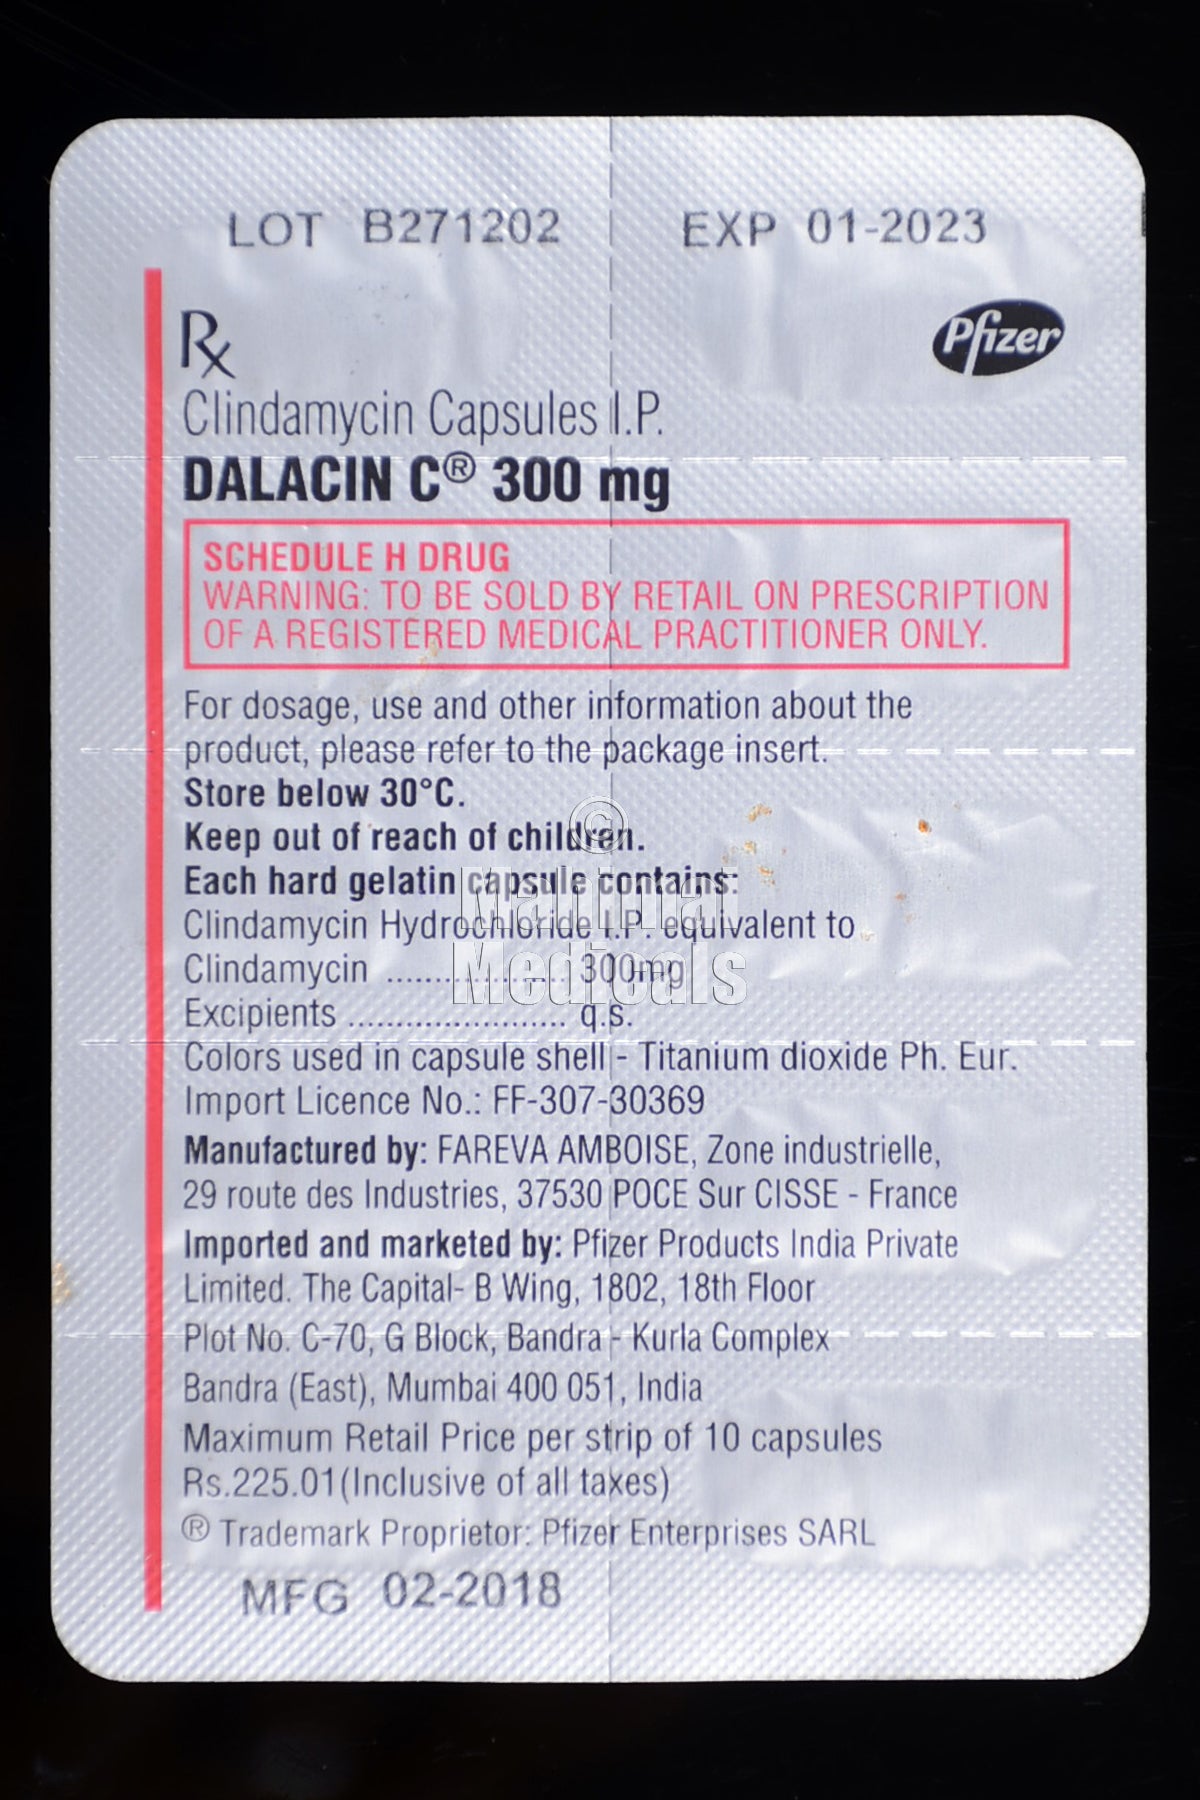 LOT B271202 EXP 01-2023
Rx Pfizer
Clindamycin Capsules I.P.
DALACIN C® 300 mg
SCHEDULE H DRUG
WARNING: TO BE SOLD BY RETAIL ON PRESCRIPTION
OF A REGISTERED MEDICAL PRACTITIONER ONLY.
For dosage, use and other information about the
product, please refer to the package insert.
Store below 30°C.
Keep out of reach of children.
©
Each hard gelatin capsule contains:
Clindamycin Hydrochloride I.P. equivalent to
Medicals
Clindamycin ................... 300mg
Excipients ....................... q.s.
Colors used in capsule shell - Titanium dioxide Ph. Eur.
Import Licence No.: FF-307-30369
Manufactured by: FAREVA AMBOISE, Zone industrielle,
29 route des Industries, 37530 POCE Sur CISSE - France
Imported and marketed by: Pfizer Products India Private
Limited. The Capital- B Wing, 1802, 18th Floor
Plot No. C-70, G Block, Bandra - Kurla Complex
Bandra (East), Mumbai 400 051, India
Maximum Retail Price per strip of 10 capsules
Rs.225.01(Inclusive of all taxes)
® Trademark Proprietor: Pfizer Enterprises SARL
MFG 02-2018